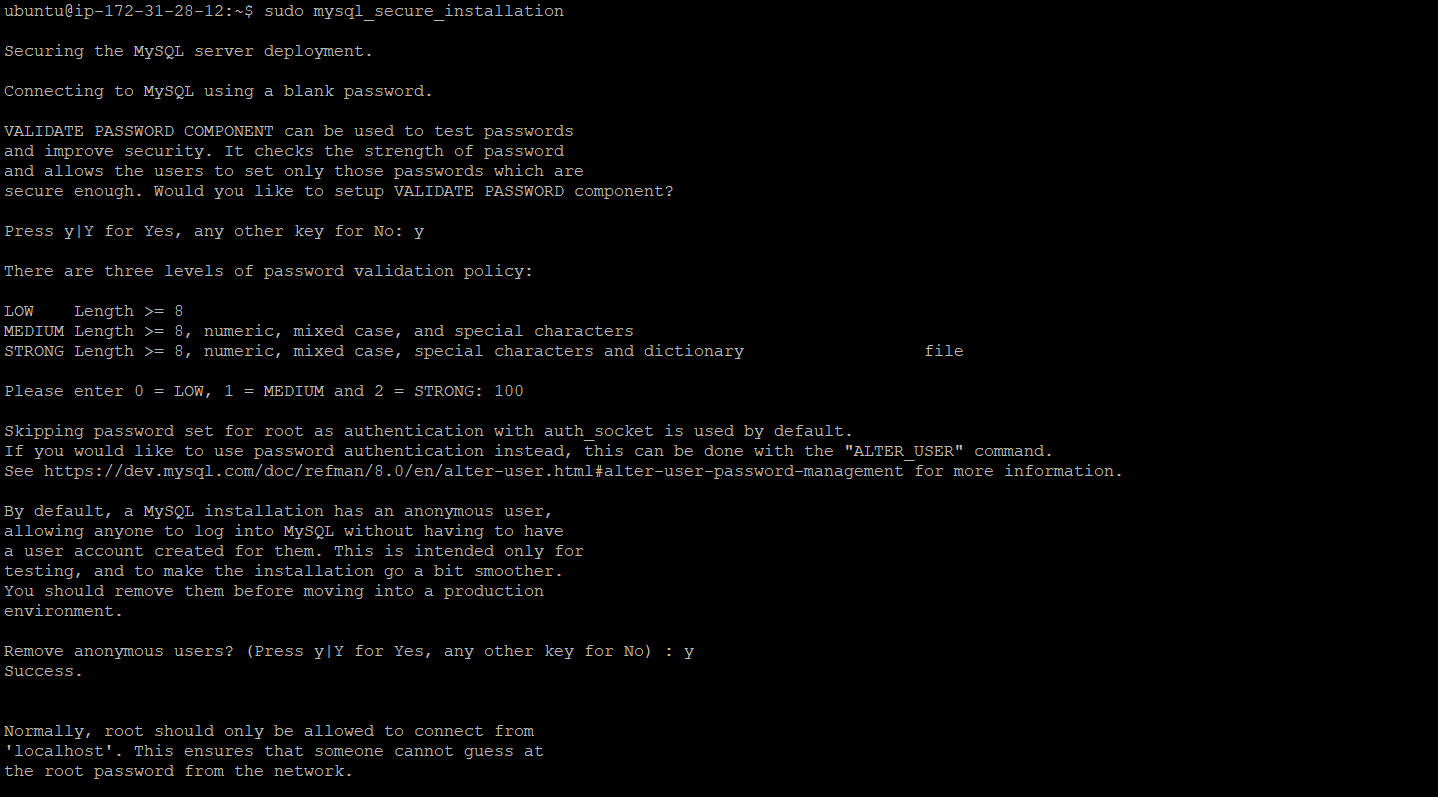 ubuntu@ip-172-31-28-12:~$ sudo mysql_secure_installation
Securing the MySQL server deployment.
Connecting to MySQL using a blank password.
VALIDATE PASSWORD COMPONENT can be used to test passwords
and improve security. It checks the strength of password
and allows the users to set only those passwords which are
secure enough. Would you like to setup VALIDATE PASSWORD component?
Press y|Y for Yes, any other key for No: y
There are three levels of password validation policy:
LOW    Length >= 8
MEDIUM Length >= 8, numeric, mixed case, and special characters
STRONG Length >= 8, numeric, mixed case, special characters and dictionary                  file
Please enter 0 = LOW, 1 = MEDIUM and 2 = STRONG: 100
Skipping password set for root as authentication with auth_socket is used by default.
If you would like to use password authentication instead, this can be done with the "ALTER_USER" command.
See https://dev.mysql.com/doc/refman/8.0/en/alter-user.html#alter-user-password-management for more information.
By default, a MySQL installation has an anonymous user,
allowing anyone to log into MySQL without having to have
a user account created for them. This is intended only for
testing, and to make the installation go a bit smoother.
You should remove them before moving into a production
environment.
Remove anonymous users? (Press y|Y for Yes, any other key for No) : y
Success.
Normally, root should only be allowed to connect from
'localhost'. This ensures that someone cannot guess at
the root password from the network.